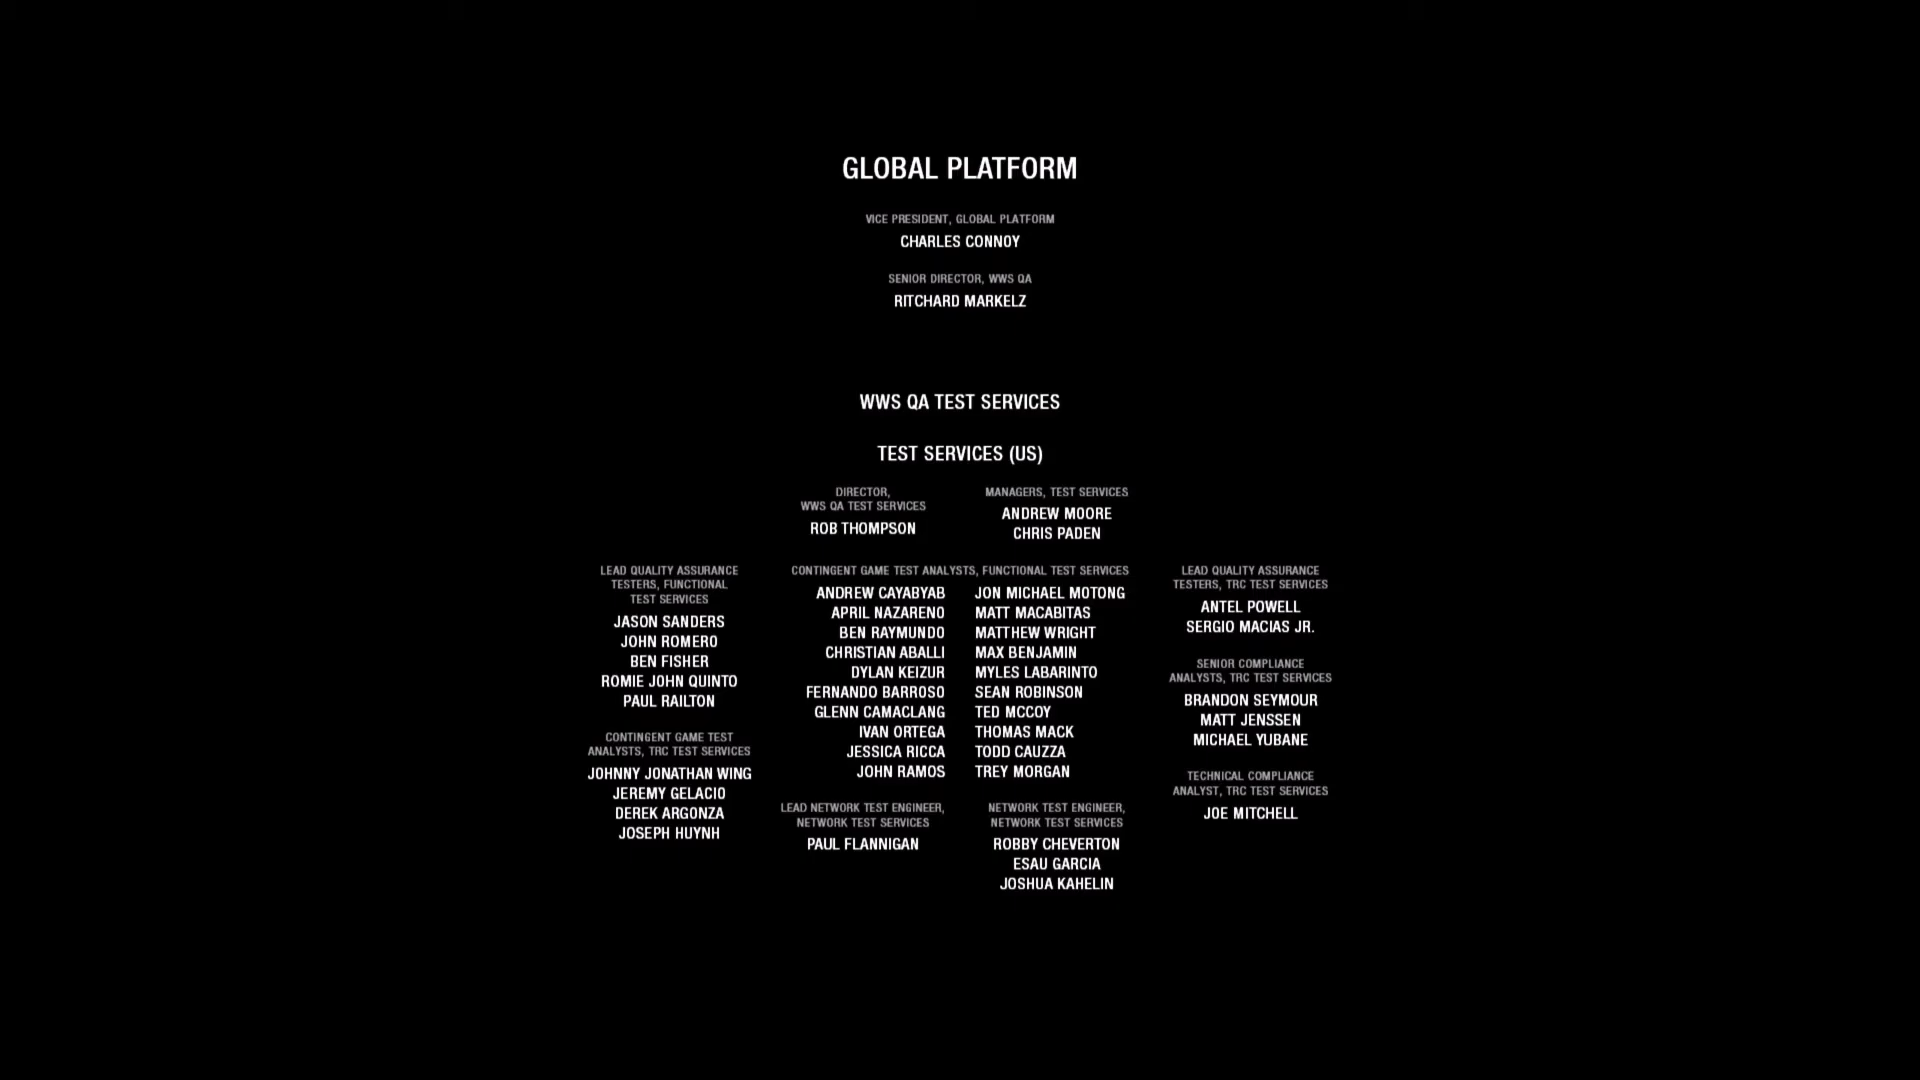 GLOBAL PLATFORM
VICE PRESIDENT, GLOBAL PLATFORM
CHARLES CONNOY
SENIOR DIRECTOR, WWS QA
RITCHARD MARKELZ
WWS QA TEST SERVICES
TEST SERVICES (US)
DIRECTOR,
WWS QA TEST SERVICES
ROB THOMPSON
MANAGERS, TEST SERVICES
ANDREW MOORE
CHRIS PADEN
LEAD QUALITY ASSURANCE
TESTERS, FUNCTIONAL
TEST SERVICES
JASON SANDERS
JOHN ROMERO
BEN FISHER
ROMIE JOHN QUINTO
PAUL RAILTON
CONTINGENT GAME TEST
ANALYSTS, TRC TEST SERVICES
JOHNNY JONATHAN WING
JEREMY GELACIO
DEREK ARGONZA
JOSEPH HUYNH
CONTINGENT GAME TEST ANALYSTS, FUNCTIONAL TEST SERVICES
ANDREW CAYABYAB
APRIL NAZARENO
BEN RAYMUNDO
CHRISTIAN ABALLI
DYLAN KEIZUR
FERNANDO BARROSO
GLENN CAMACLANG
IVAN ORTEGA
JESSICA RICCA
JOHN RAMOS
JON MICHAEL MOTONG
MATT MACABITAS
MATTHEW WRIGHT
MAX BENJAMIN
MYLES LABARINTO
SEAN ROBINSON
TED MCCOY
THOMAS MACK
TODD CAUZZA
TREY MORGAN
LEAD NETWORK TEST ENGINEER,
NETWORK TEST SERVICES
PAUL FLANNIGAN
NETWORK TEST ENGINEER,
NETWORK TEST SERVICES
ROBBY CHEVERTON
ESAU GARCIA
JOSHUA KAHELIN
LEAD QUALITY ASSURANCE
TESTERS, TRC TEST SERVICES
ANTEL POWELL
SERGIO MACIAS JR.
SENIOR COMPLIANCE
ANALYSTS, TRC TEST SERVICES
BRANDON SEYMOUR
MATT JENSSEN
MICHAEL YUBANE
TECHNICAL COMPLIANCE
ANALYST, TRC TEST SERVICES
JOE MITCHELL